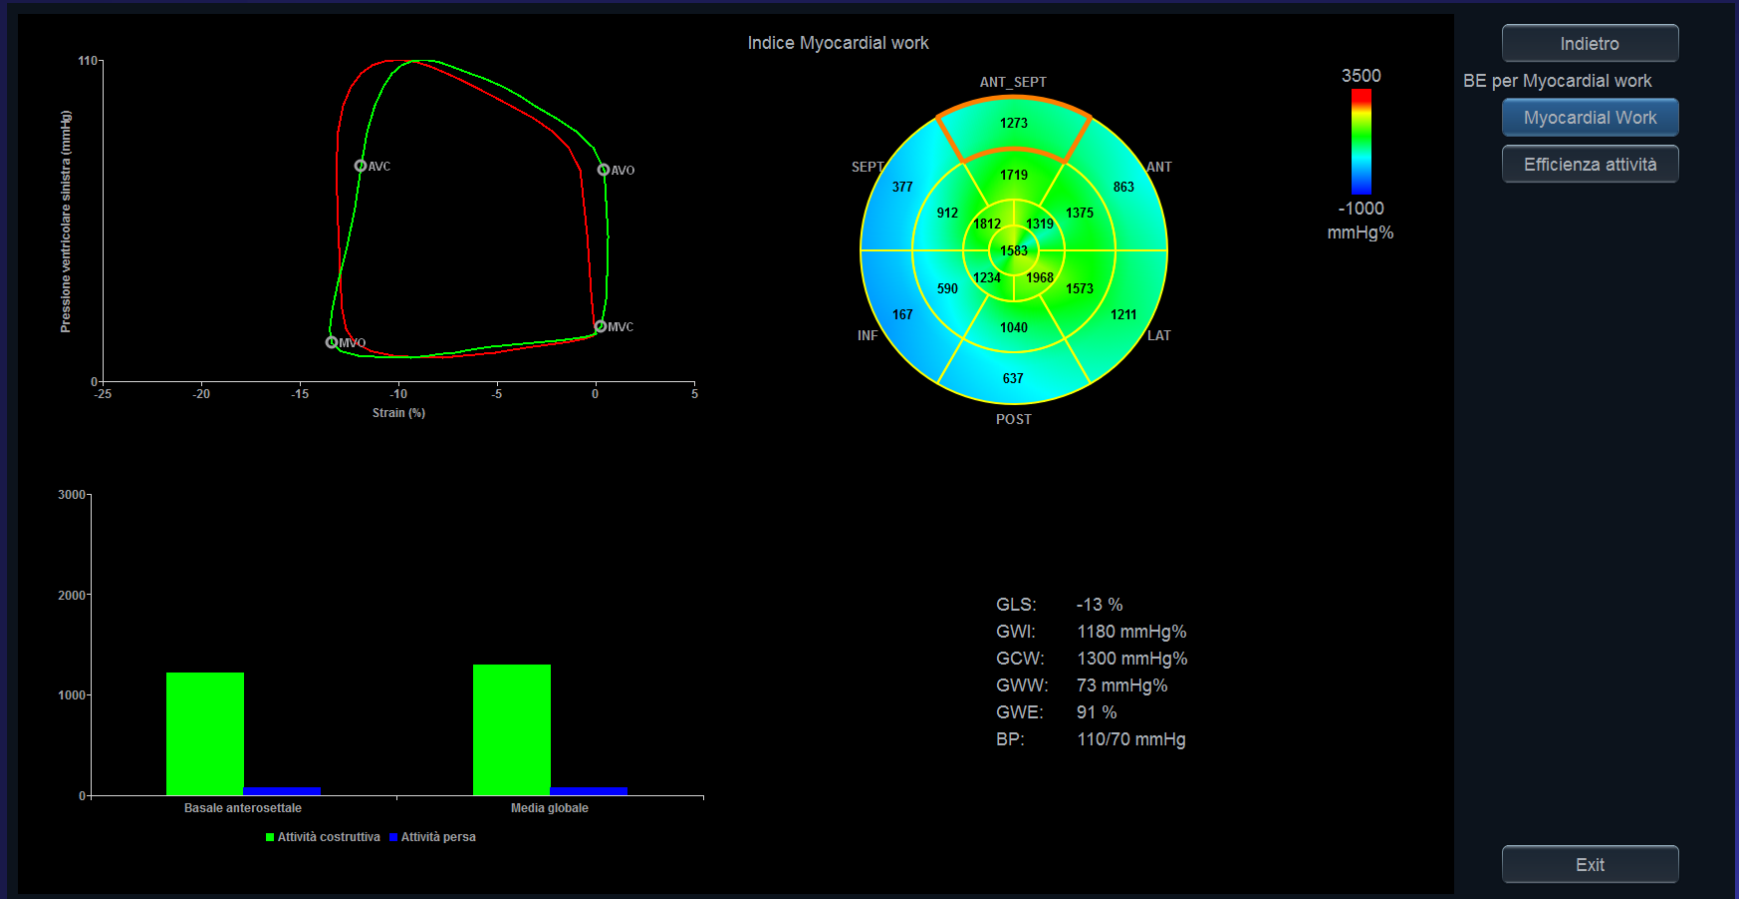 Indice Myocardial work
Indietro
BE per Myocardial work
Myocardial Work
Efficienza attività
110
0
Pressione ventricolare sinistra (mmHg)
AVC
AVO
MVC
MVO
-25 -20 -15 -10 -5 0 5
Strain (%)
ANT_SEPT
1273
SEPT
ANT
377
1719
863
912
1375
1812
1319
1583
1234
1968
590
1573
167
1040
1211
INF
LAT
637
POST
3500
-1000
mmHg%
3000
2000
1000
0
Basale anterosettale
Media globale
Attività costruttiva
Attività persa
GLS: -13 %
GWI: 1180 mmHg%
GCW: 1300 mmHg%
GWW: 73 mmHg%
GWE: 91 %
BP: 110/70 mmHg
Exit